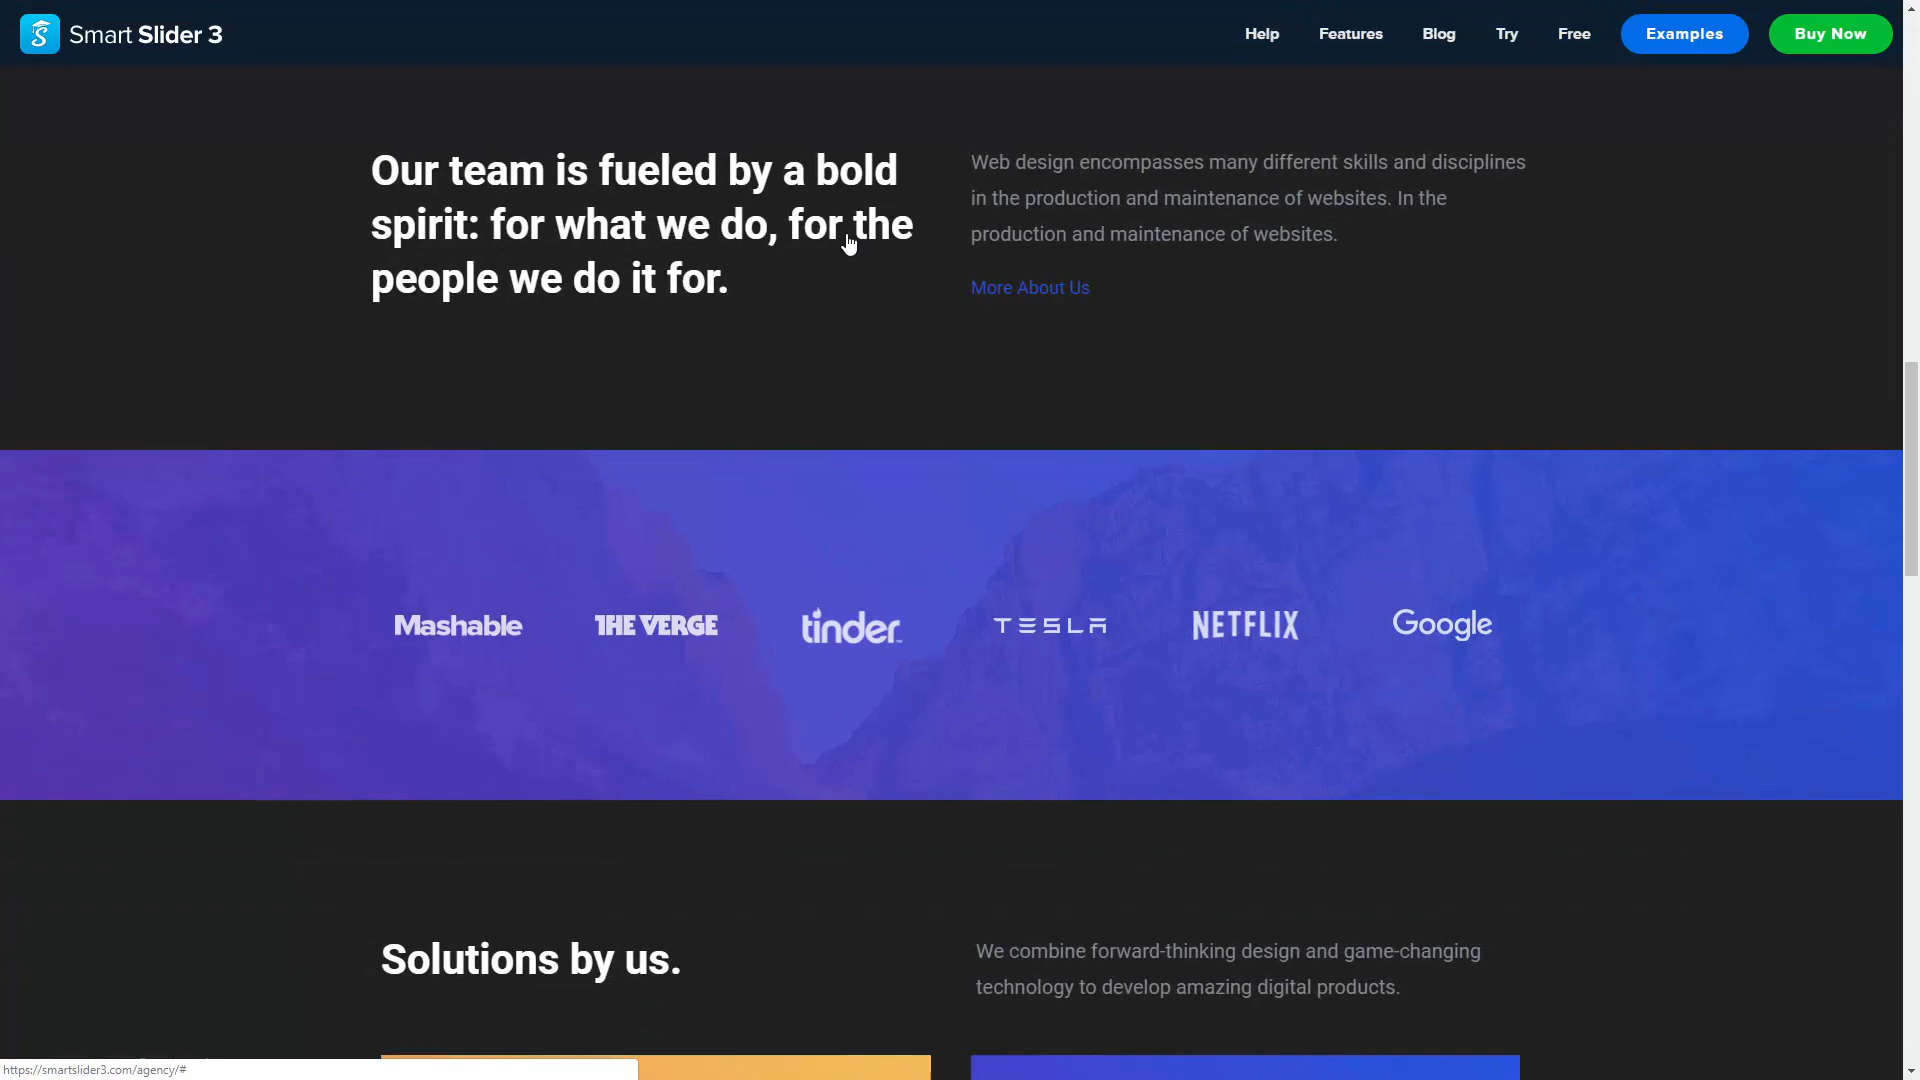 Smart Slider 3
Help
Features
Blog
Try
Free
Examples
Buy Now
Our team is fueled by a bold
spirit: for what we do, for the
people we do it for.
Web design encompasses many different skills and disciplines
in the production and maintenance of websites. In the
production and maintenance of websites.
More About Us
Mashable
THE VERGE
tinder
TESLA
NETFLIX
Google
Solutions by us.
We combine forward-thinking design and game-changing
technology to develop amazing digital products.
https://smartslider3.com/agency/#